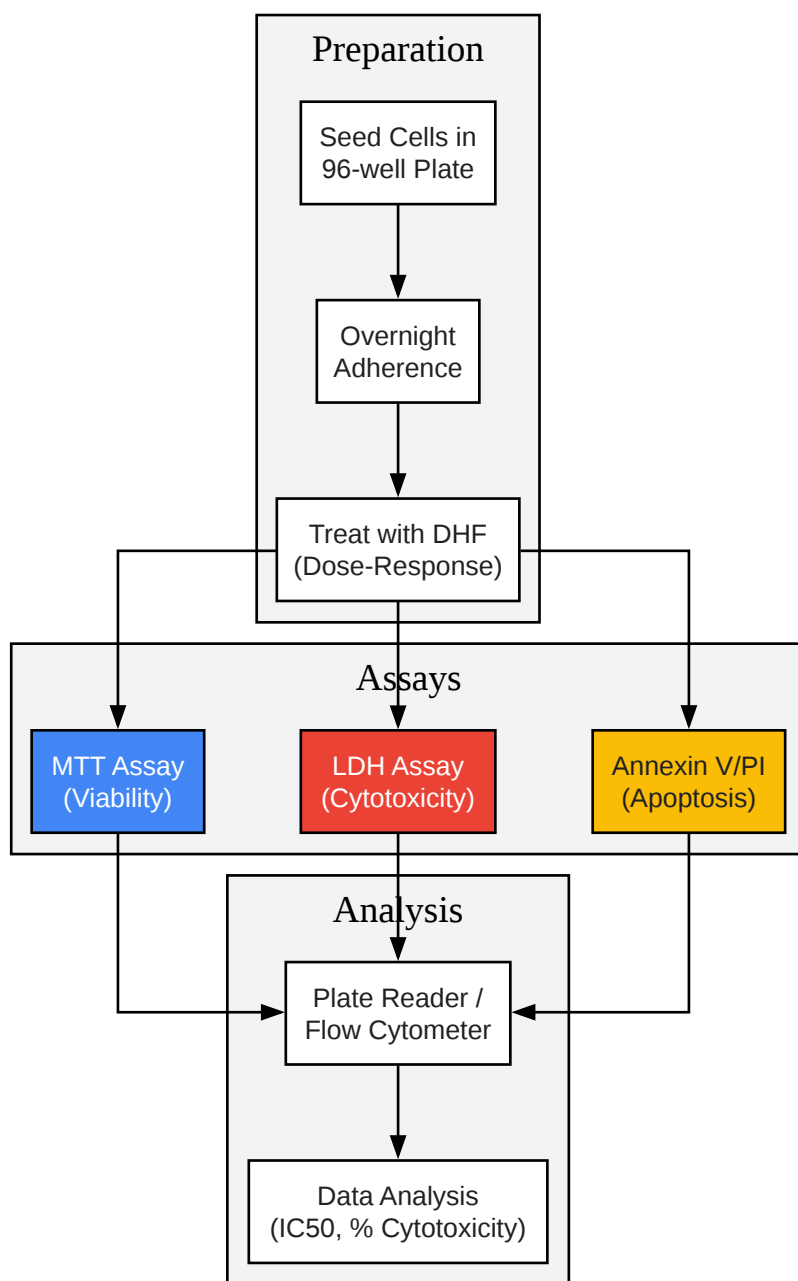 Preparation
Seed Cells in
96-well Plate
Overnight
Adherence
Treat with DHF
(Dose-Response)
Assays
MTT Assay
(Viability)
LDH Assay
(Cytotoxicity)
Annexin V/PI
(Apoptosis)
Analysis
Plate Reader /
Flow Cytometer
Data Analysis
(IC50, % Cytotoxicity)